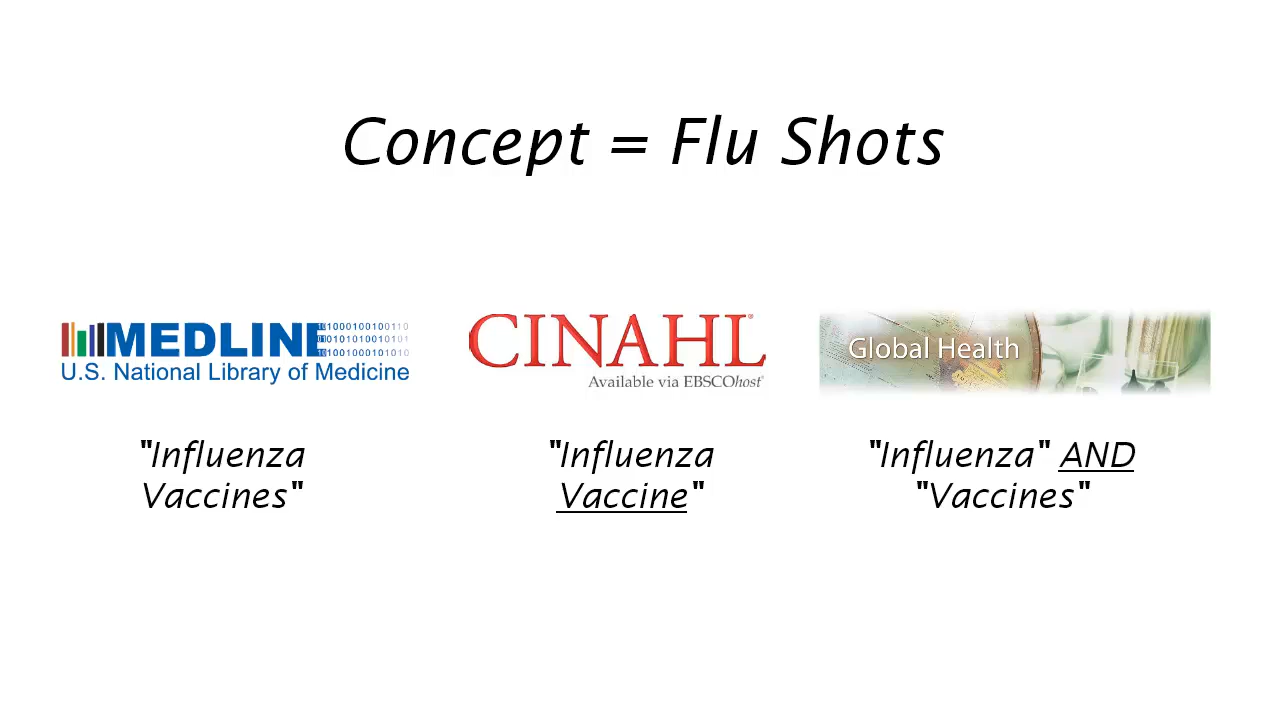 Concept = Flu Shots
MEDLINE
U.S. National Library of Medicine
CINAHL®
Available via EBSCOhost®
Global Health
"Influenza
Vaccines"
"Influenza
Vaccine"
"Influenza" AND
"Vaccines"